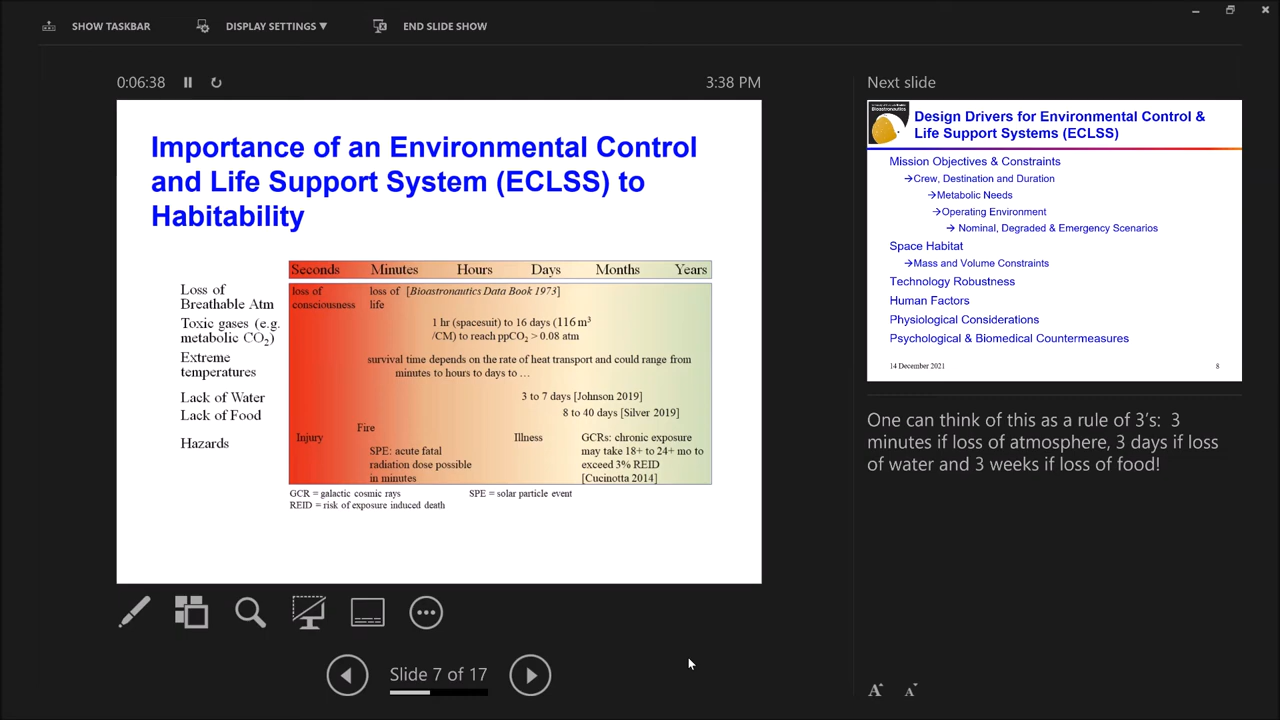 SHOW TASKBAR DISPLAY SETTINGS ▼ END SLIDE SHOW
0:06:38 3:38 PM
Importance of an Environmental Control
and Life Support System (ECLSS) to
Habitability
Seconds Minutes Hours Days Months Years
Loss of
Breathable Atm
loss of
consciousness
loss of [Bioastronautics Data Book 1973]
life
Toxic gases (e.g.
metabolic CO2)
1 hr (spacesuit) to 16 days (116 m3
/CM) to reach ppCO2 > 0.08 atm
Extreme
temperatures
survival time depends on the rate of heat transport and could range from
minutes to hours to days to …
Lack of Water
3 to 7 days [Johnson 2019]
Lack of Food
8 to 40 days [Silver 2019]
Hazards
Injury
Fire
SPE: acute fatal
radiation dose possible
in minutes
Illness
GCRs: chronic exposure
may take 18+ to 24+ mo to
exceed 3% REID
[Cucinotta 2014]
GCR = galactic cosmic rays SPE = solar particle event
REID = risk of exposure induced death
Slide 7 of 17
Next slide
Bioastronautics
Design Drivers for Environmental Control &
Life Support Systems (ECLSS)
Mission Objectives & Constraints
→Crew, Destination and Duration
→Metabolic Needs
→Operating Environment
→ Nominal, Degraded & Emergency Scenarios
Space Habitat
→Mass and Volume Constraints
Technology Robustness
Human Factors
Physiological Considerations
Psychological & Biomedical Countermeasures
14 December 2021 8
One can think of this as a rule of 3’s: 3
minutes if loss of atmosphere, 3 days if loss
of water and 3 weeks if loss of food!
A A